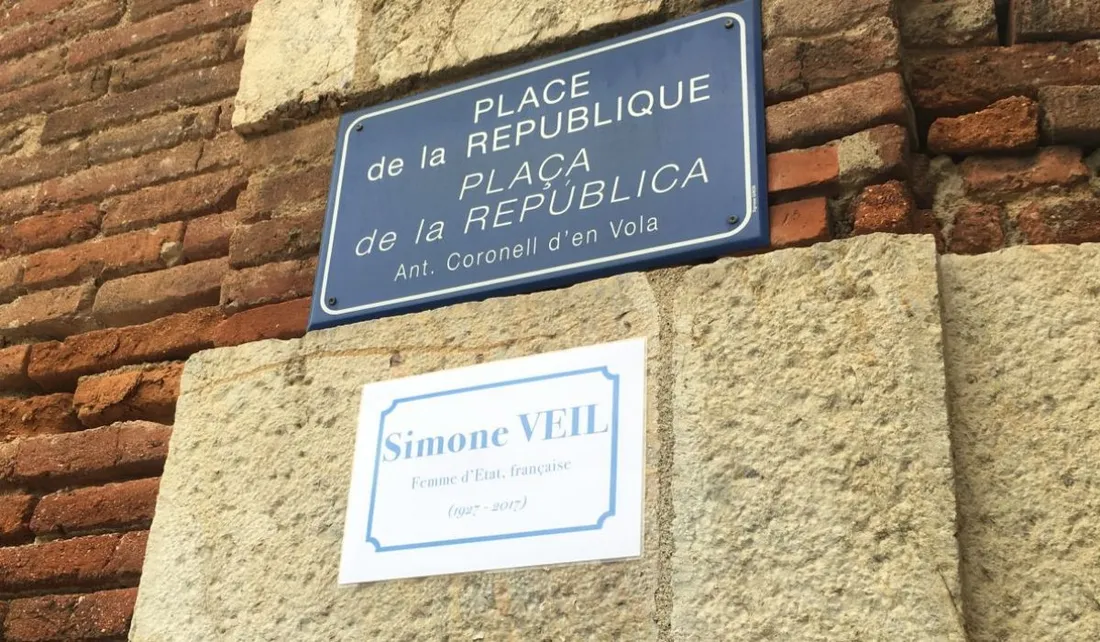 PLACE
de la REPUBLIQUE
PLAÇA
de la REPÚBLICA
Ant. Coronell d'en Vola
Simone VEIL
Femme d'Etat, française
(1927 - 2017)